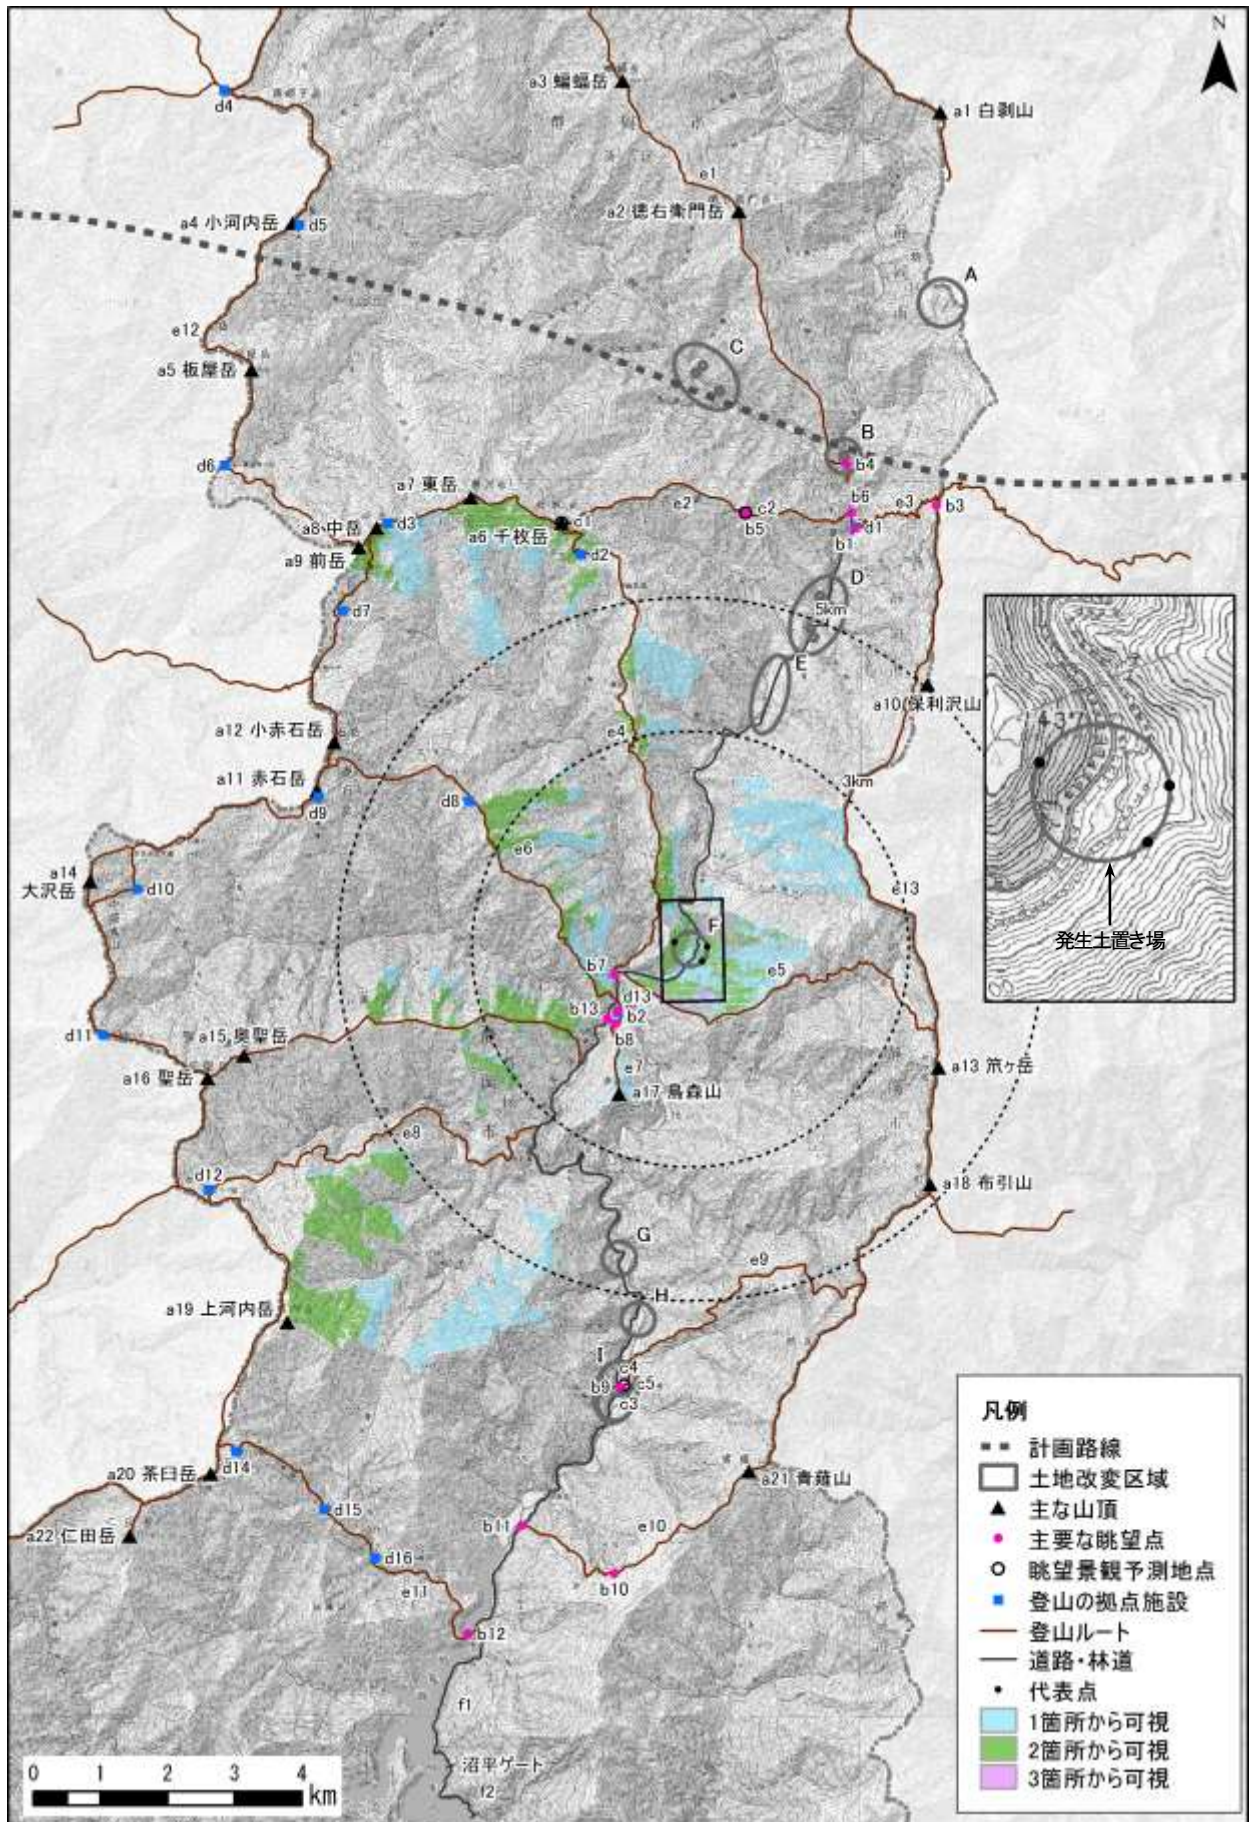 N
a3 蝙蝠岳
a1 白剥山
d4
e1
a2 徳右衛門岳
a4 小河内岳
d5
A
e12
C
a5 板屋岳
B
d6
b4
a7 東岳
e2
c2
b6
e3
b3
a8 中岳
d3
a6 千枚岳
c1
b5
d1
b1
a9 前岳
d2
D
d7
5km
E
a10 保利沢山
a12 小赤石岳
e4
a11 赤石岳
d9
d8
3km
e6
a14
大沢岳
d10
e13
F
発生土置き場
b7
e5
d13
b13
b2
b8
d11
a15 奥聖岳
a16 聖岳
e7
a17 鳥森山
a13 笊ヶ岳
e8
d12
a18 布引山
G
e9
a19 上河内岳
H
I
c4
b9
c5
c3
d14
a20 茶臼岳
a21 青薙山
d15
a22 仁田岳
b11
e10
d16
e11
b10
b12
f1
沼平ゲート
f2
凡例
計画路線
土地改変区域
主な山頂
主要な眺望点
眺望景観予測地点
登山の拠点施設
登山ルート
道路・林道
代表点
1箇所から可視
2箇所から可視
3箇所から可視
0 1 2 3 4
km